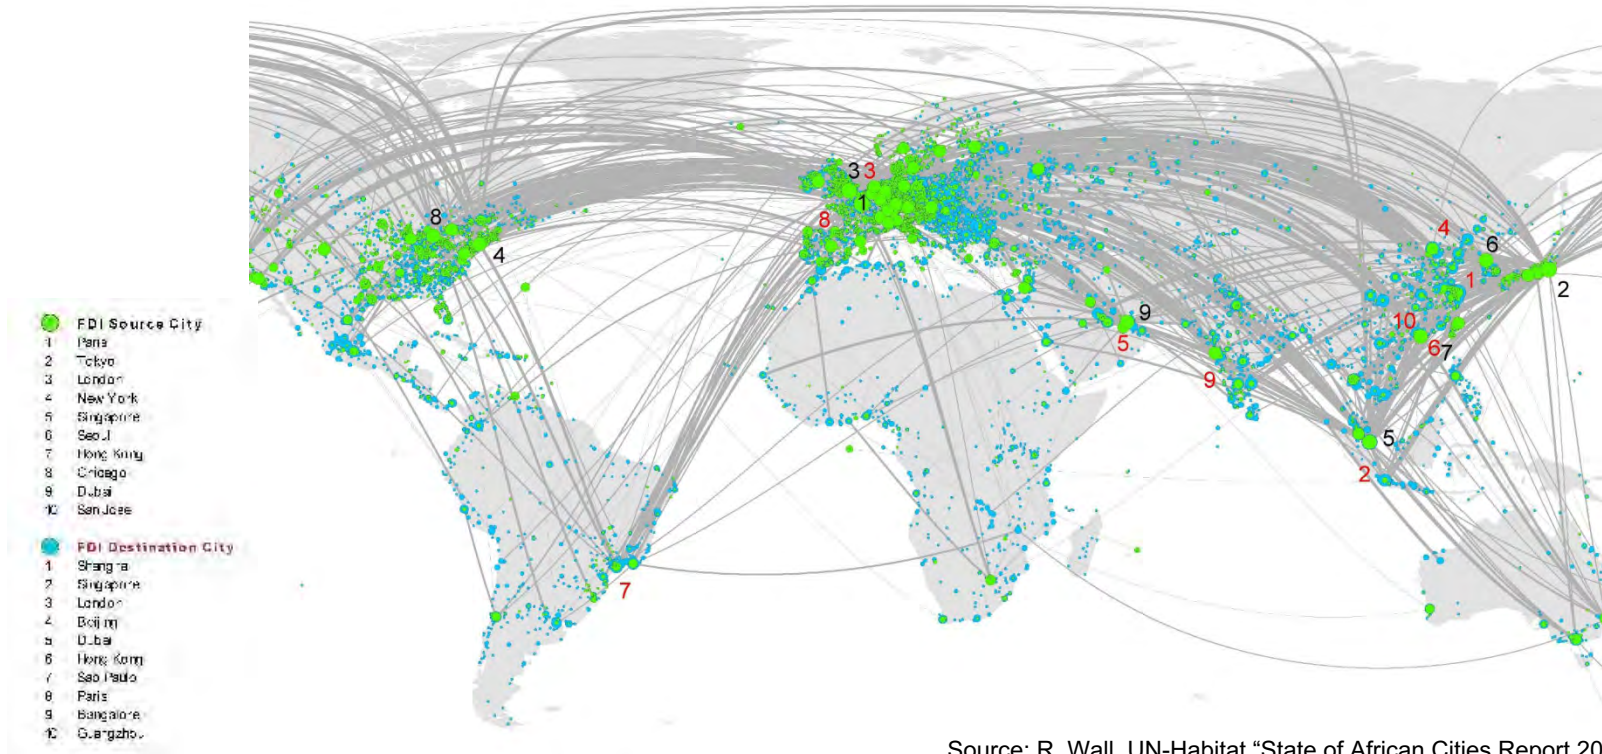 FDI Source City
1 Paris
2 Tokyo
3 London
4 New York
5 Singapore
6 Seoul
7 Hong Kong
8 Chicago
9 Dubai
10 San Jose
FDI Destination City
1 Shanghai
2 Singapore
3 London
4 Beijing
5 Dubai
6 Hong Kong
7 Sao Paulo
8 Paris
9 Bangalore
10 Guangzhou
3 3
1
8
8
4
4
6
1
2
9
5
10
6
7
9
5
2
7
Source: R. Wall, UN-Habitat “State of African Cities Report 20